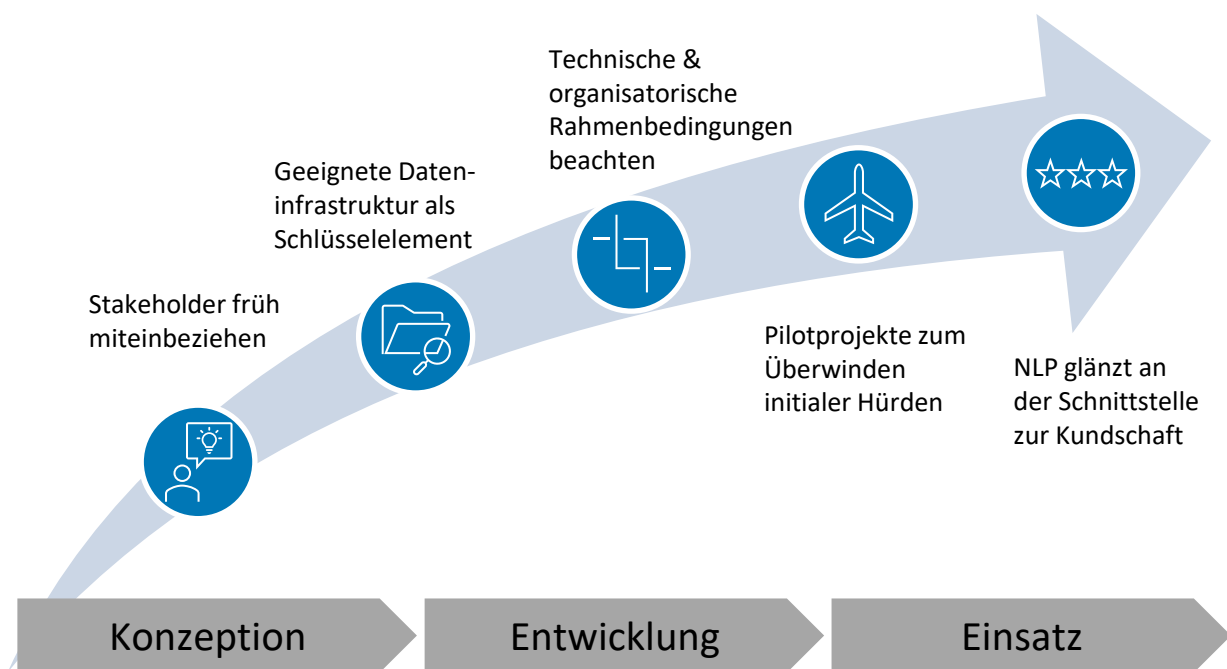 Technische &
organisatorische
Rahmenbedingungen
beachten
Geeignete Daten-
infrastruktur als
Schlüsselelement
Stakeholder früh
miteinbeziehen
Pilotprojekte zum
Überwinden
initialer Hürden
NLP glänzt an
der Schnittstelle
zur Kundschaft
Konzeption
Entwicklung
Einsatz